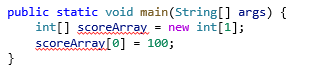 public static void main(String[] args) {
    int[] scoreArray = new int[1];
    scoreArray[0] = 100;
}